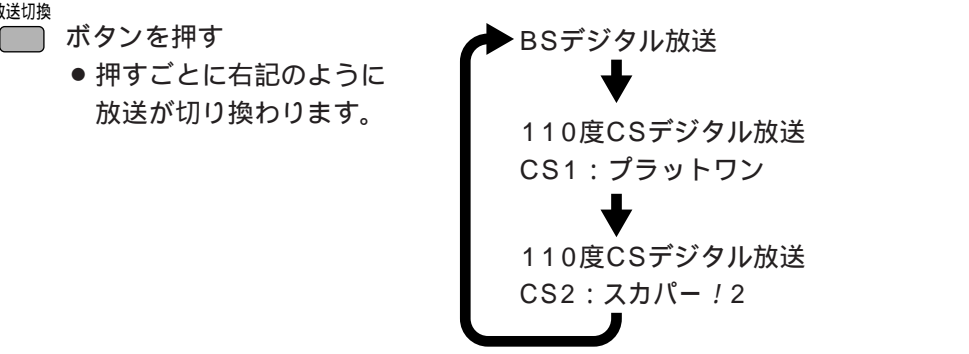 放送切換
ボタンを押す
● 押すごとに右記のように
放送が切り換わります。
BSデジタル放送
110度CSデジタル放送
CS1:プラットワン
110度CSデジタル放送
CS2:スカパー!2